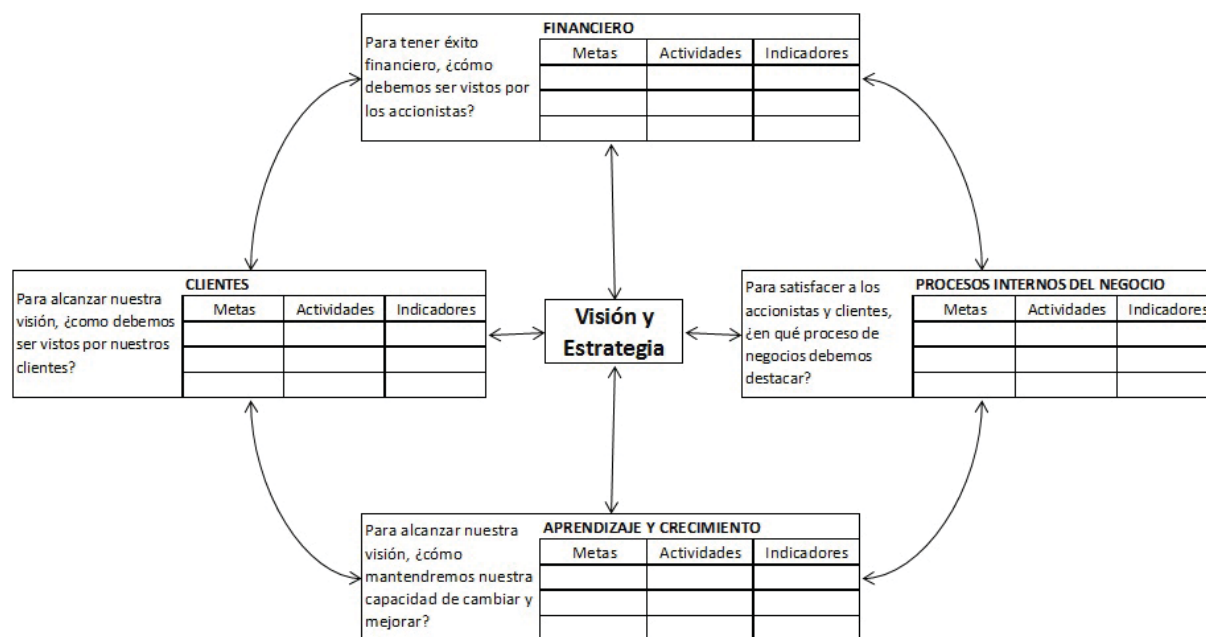 FINANCIERO
Para tener éxito
financiero, ¿cómo
debemos ser vistos por
los accionistas?
Metas Actividades Indicadores
CLIENTES
Para alcanzar nuestra
visión, ¿como debemos
ser vistos por nuestros
clientes?
Metas Actividades Indicadores
Visión y
Estrategia
PROCESOS INTERNOS DEL NEGOCIO
Para satisfacer a los
accionistas y clientes,
¿en qué proceso de
negocios debemos
destacar?
Metas Actividades Indicadores
APRENDIZAJE Y CRECIMIENTO
Para alcanzar nuestra
visión, ¿cómo
mantendremos nuestra
capacidad de cambiar y
mejorar?
Metas Actividades Indicadores